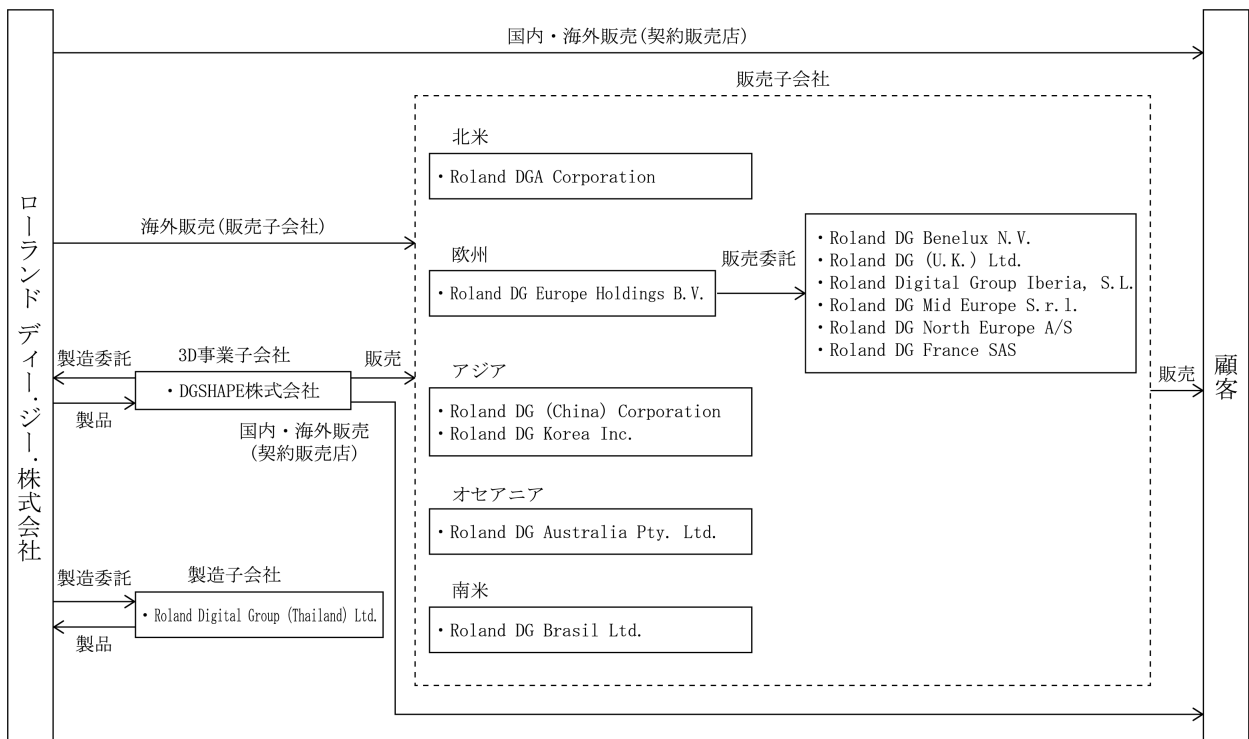 国内・海外販売(契約販売店)
販売子会社
ローランド ディー.ジー.株式会社
北米
・Roland DGA Corporation
海外販売(販売子会社)
欧州
・Roland DG Europe Holdings B.V.
販売委託
・Roland DG Benelux N.V.
・Roland DG (U.K.) Ltd.
・Roland Digital Group Iberia, S.L.
・Roland DG Mid Europe S.r.l.
・Roland DG North Europe A/S
・Roland DG France SAS
製造委託
3D事業子会社
販売
・DGSHAPE株式会社
製品
国内・海外販売
(契約販売店)
アジア
・Roland DG (China) Corporation
・Roland DG Korea Inc.
販売
顧客
オセアニア
・Roland DG Australia Pty. Ltd.
製造委託
製造子会社
・Roland Digital Group (Thailand) Ltd.
製品
南米
・Roland DG Brasil Ltd.